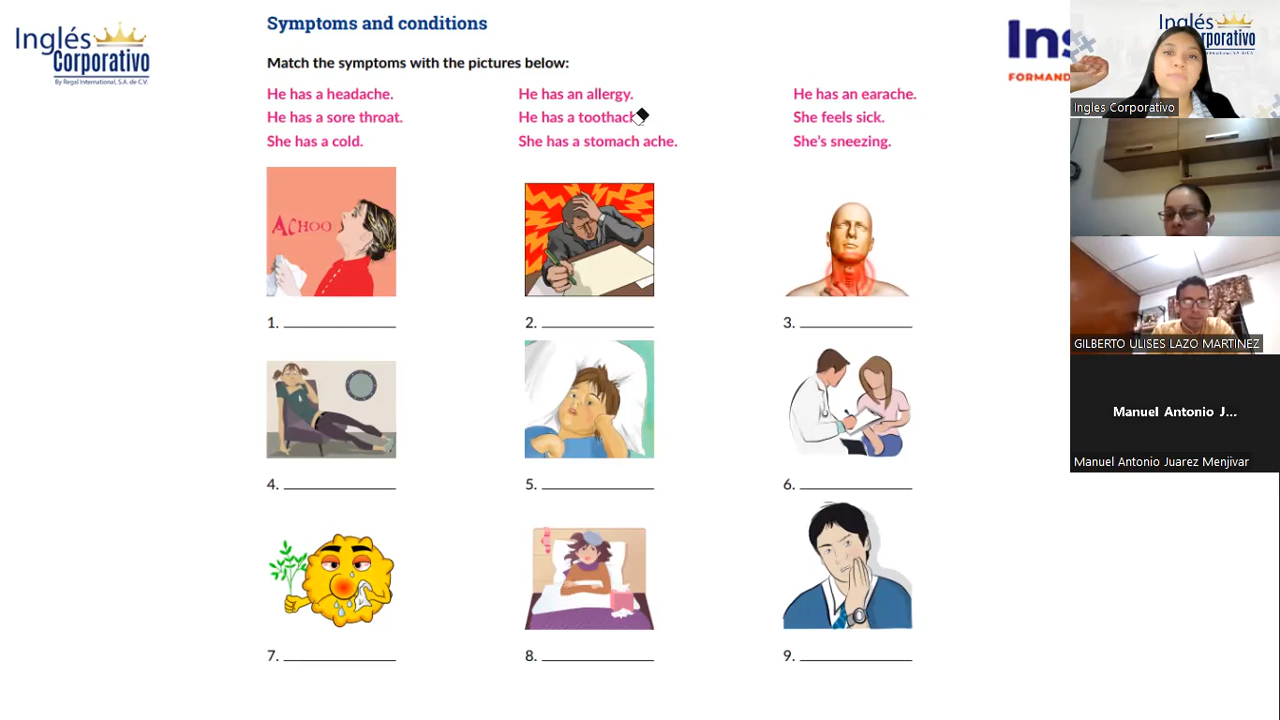 Inglés
Corporativo
By Regal International, S.A. de C.V.
Symptoms and conditions
Match the symptoms with the pictures below:
He has a headache.
He has an allergy.
He has an earache.
He has a sore throat.
He has a
She feels sick.
She has a cold.
She has a stomach ache.
She's sneezing.
ACHOO
1.
2.
3.
4.
5.
6.
7.
8.
9.
FORMAND
Inglés
Corporativo
Ingles Corporativo
GILBERTO ULISES LAZO MARTINEZ
Manuel Antonio J...
Manuel Antonio Juarez Menjivar